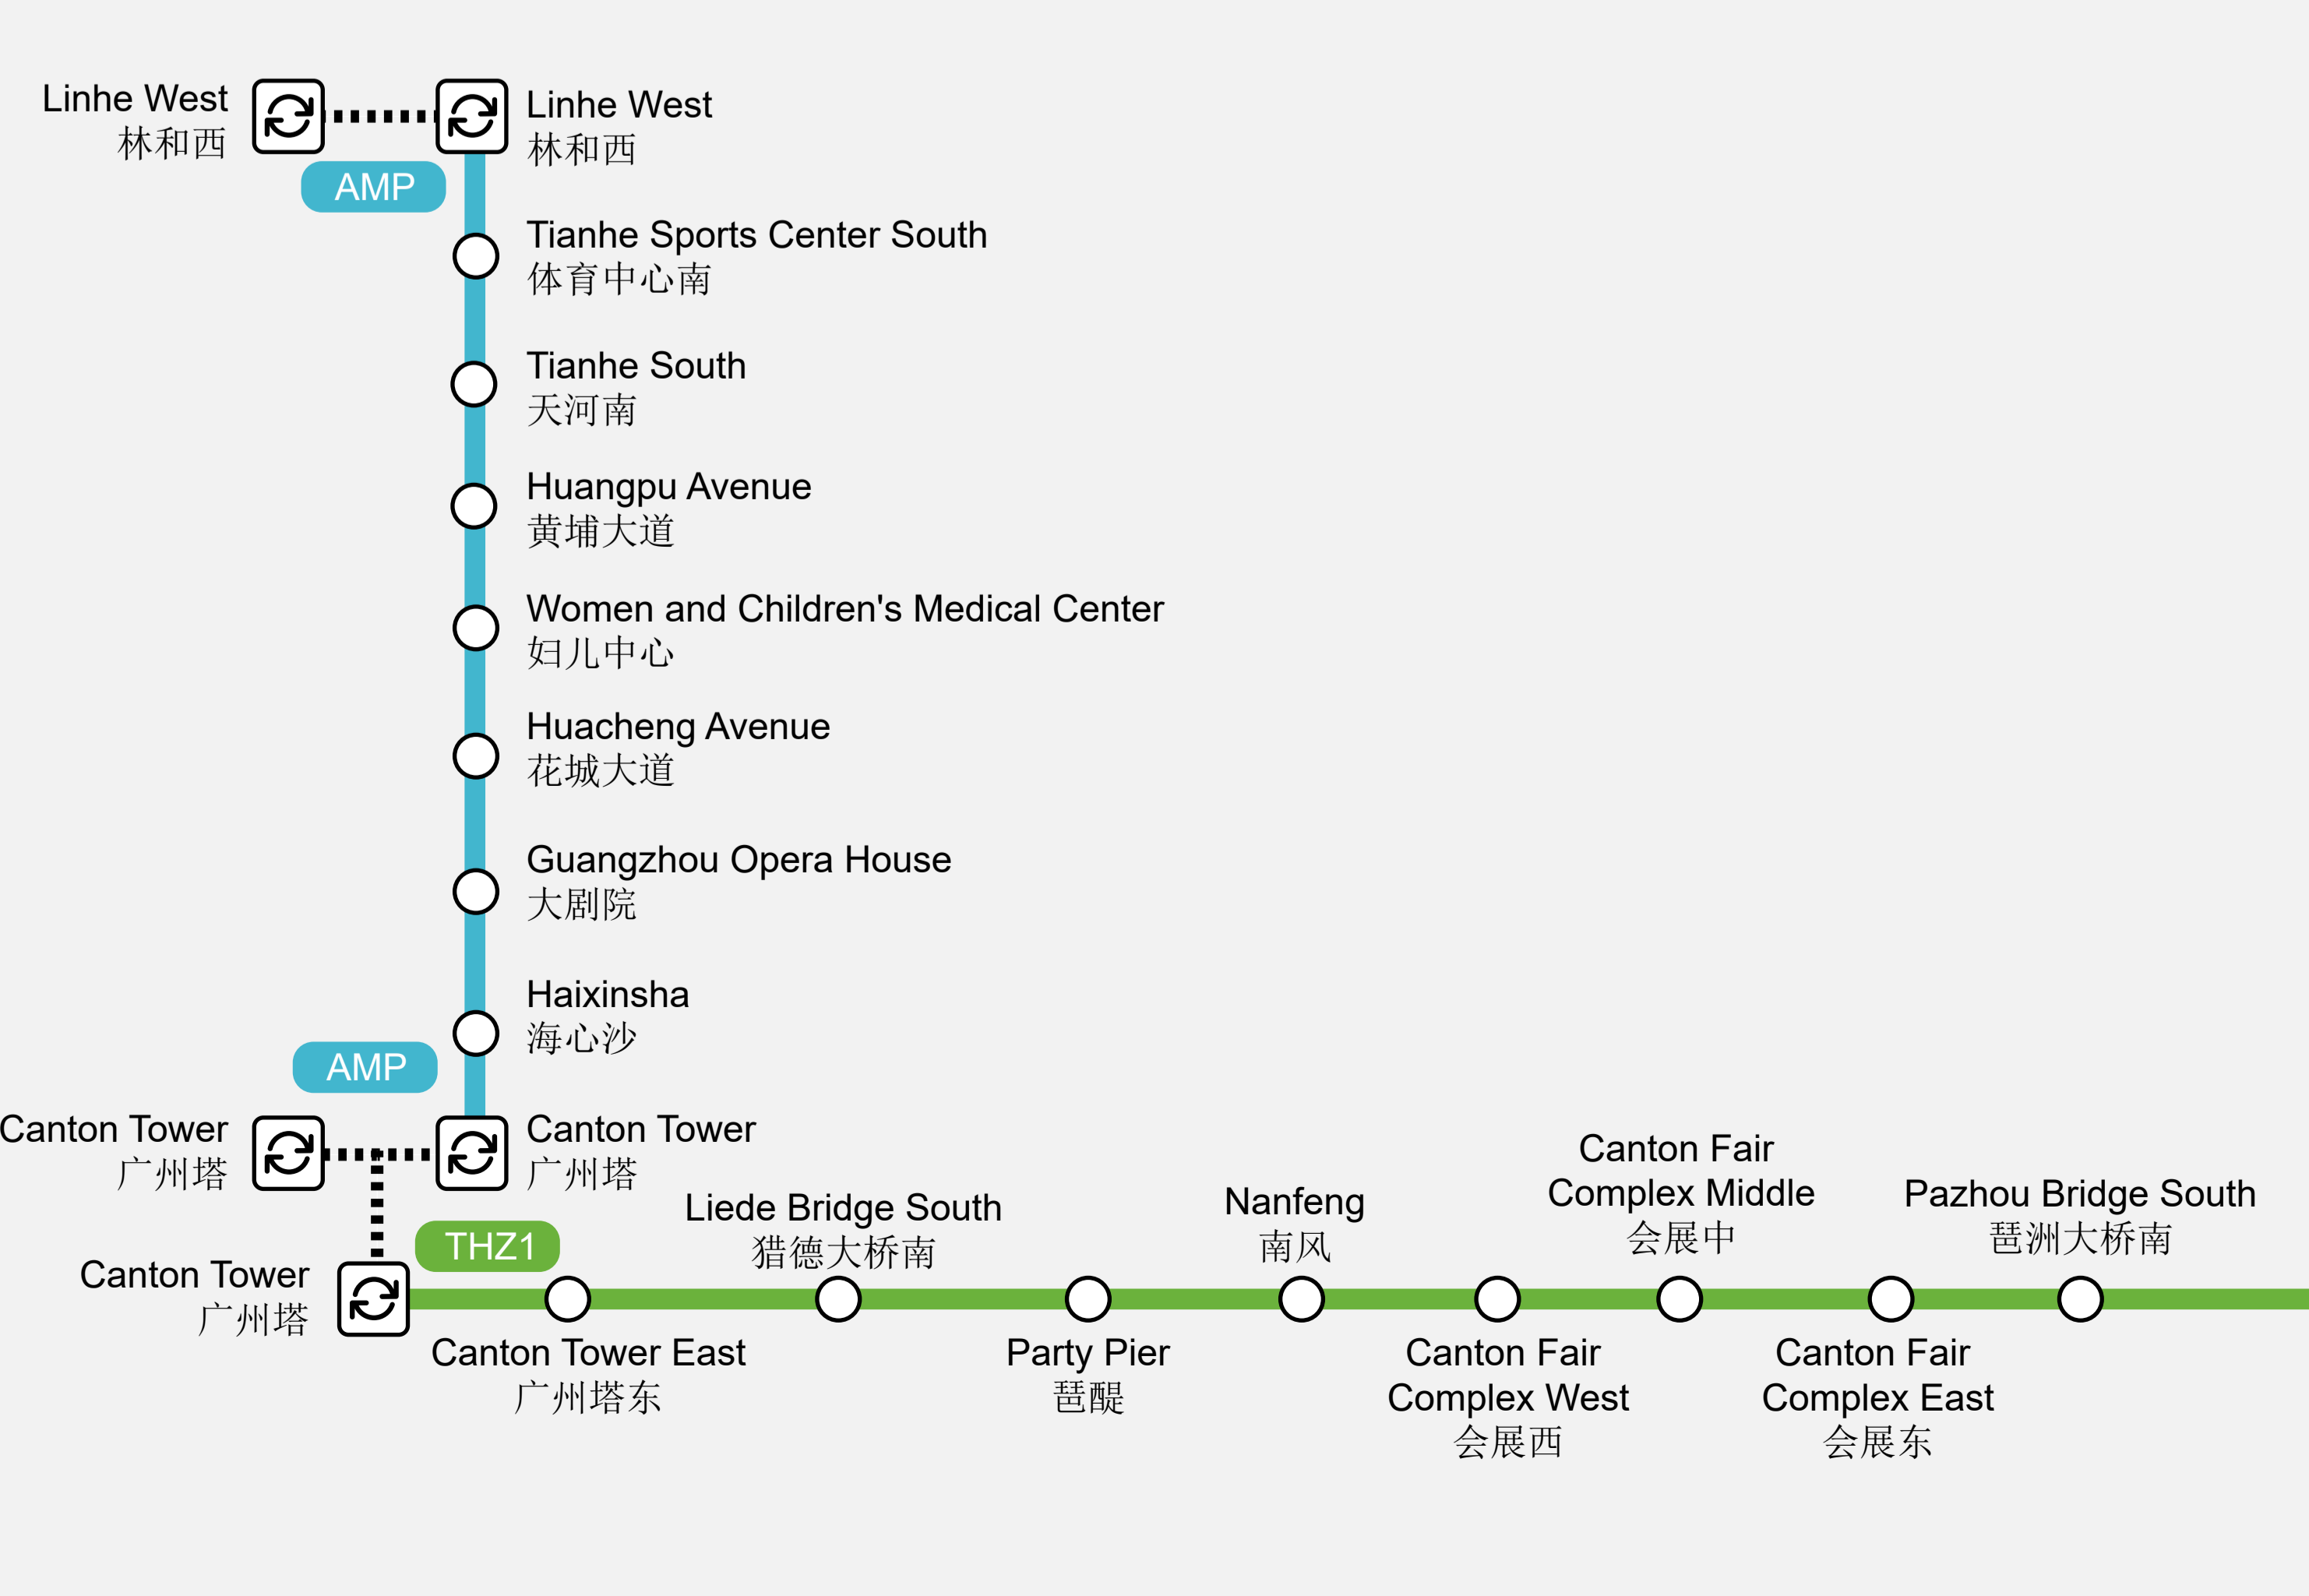 Linhe West
林和西
Linhe West
林和西
AMP
Tianhe Sports Center South
体育中心南
Tianhe South
天河南
Huangpu Avenue
黄埔大道
Women and Children's Medical Center
妇儿中心
Huacheng Avenue
花城大道
Guangzhou Opera House
大剧院
Haixinsha
海心沙
AMP
Canton Tower
广州塔
Canton Tower
广州塔
THZ1
Canton Tower
广州塔
Canton Tower East
广州塔东
Liede Bridge South
猎德大桥南
Party Pier
琶醍
Nanfeng
南风
Canton Fair
Complex West
会展西
Canton Fair
Complex Middle
会展中
Canton Fair
Complex East
会展东
Pazhou Bridge South
琶洲大桥南